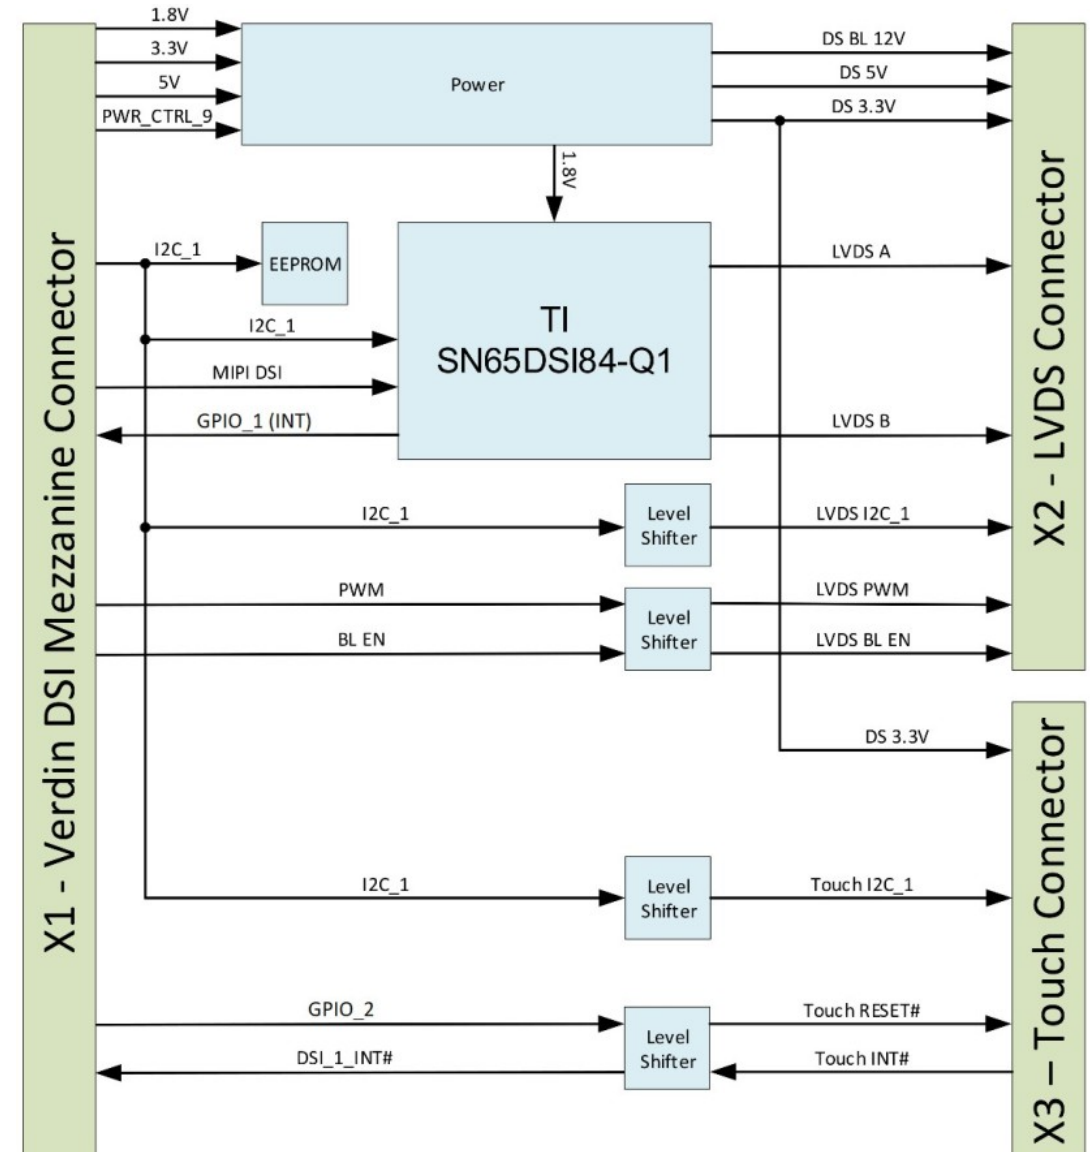 1.8V
3.3V
5V
PWR_CTRL_9
Power
DS BL 12V
DS 5V
DS 3.3V
1.8V
I2C_1
EEPROM
I2C_1
MIPI DSI
GPIO_1 (INT)
TI
SN65DSI84-Q1
LVDS A
LVDS B
I2C_1
Level
Shifter
LVDS I2C_1
PWM
BL EN
Level
Shifter
LVDS PWM
LVDS BL EN
DS 3.3V
I2C_1
Level
Shifter
Touch I2C_1
GPIO_2
DSI_1_INT#
Level
Shifter
Touch RESET#
Touch INT#
X1 - Verdin DSI Mezzanine Connector
X2 - LVDS Connector
X3 – Touch Connector